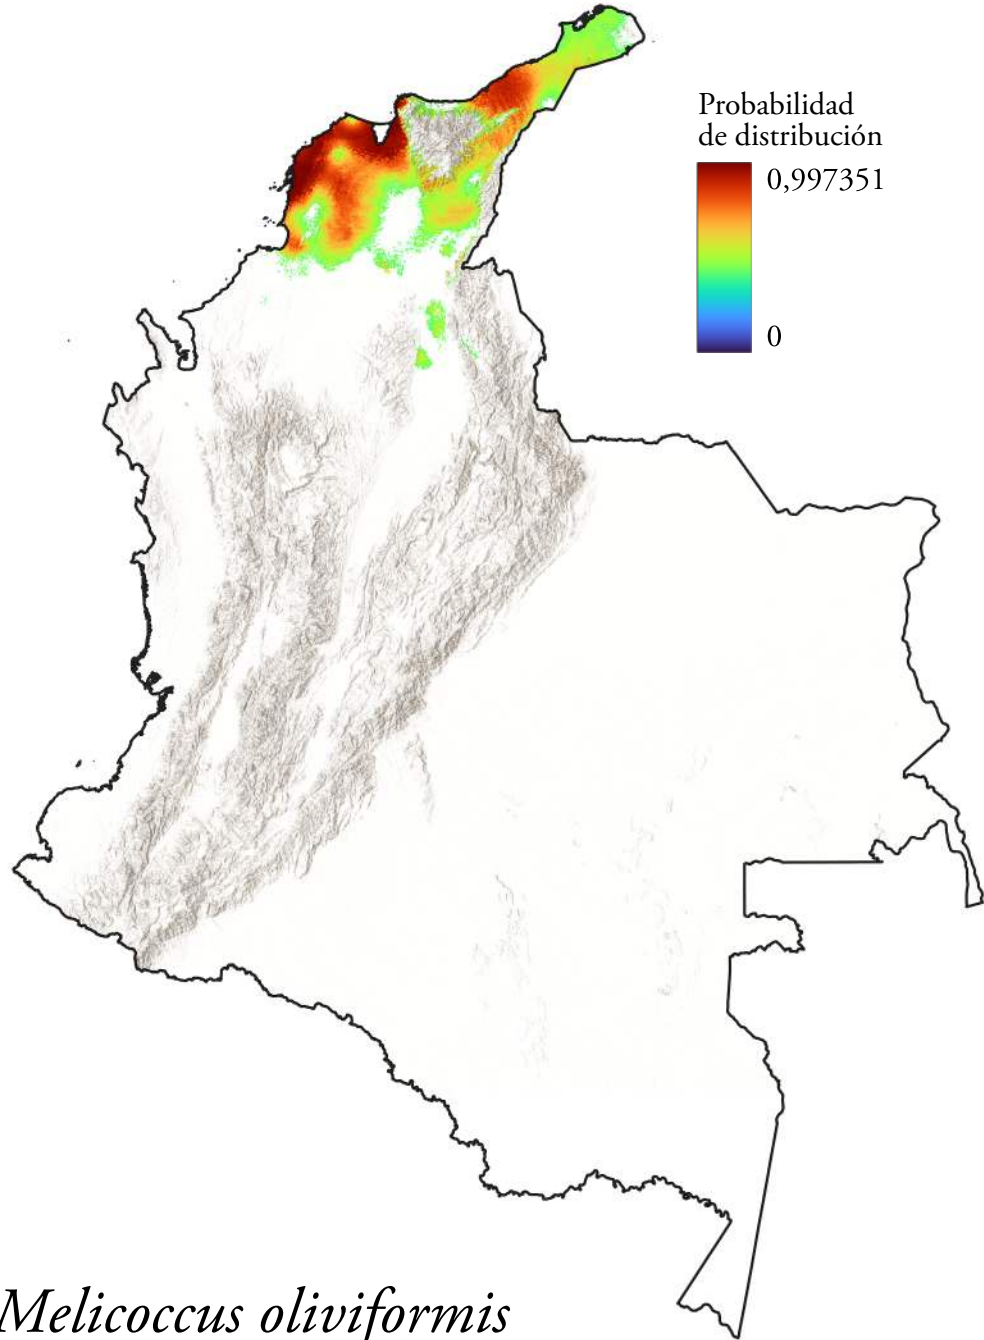 Probabilidad
de distribución
0,997351
0
Melicoccus oliviformis